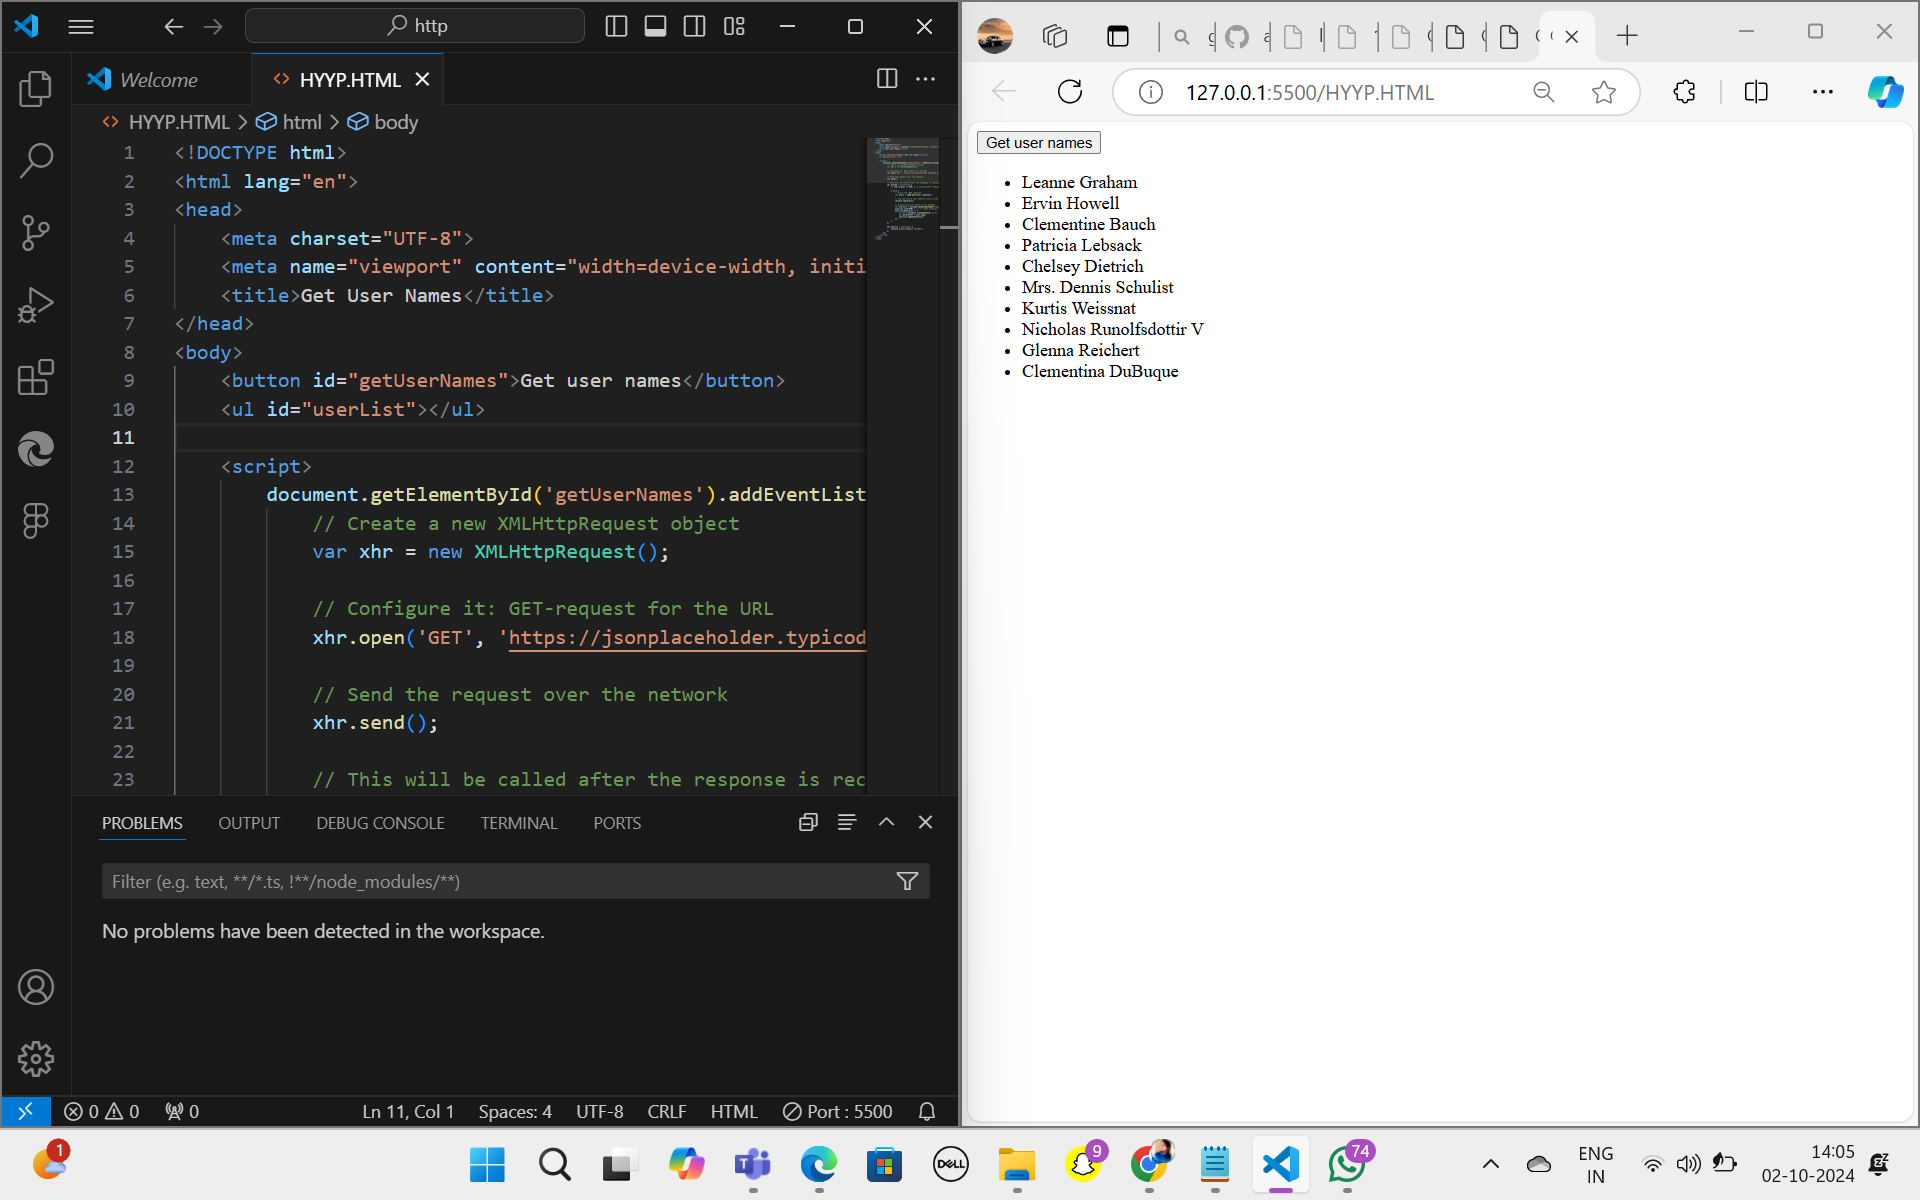 http
Welcome
HYYP.HTML
HYYP.HTML > html > body
1 <!DOCTYPE html>
2 <html lang="en">
3 <head>
4 <meta charset="UTF-8">
5 <meta name="viewport" content="width=device-width, initi
6 <title>Get User Names</title>
7 </head>
8 <body>
9 <button id="getUserNames">Get user names</button>
10 <ul id="userList"></ul>
11
12 <script>
13 document.getElementById('getUserNames').addEventList
14 // Create a new XMLHttpRequest object
15 var xhr = new XMLHttpRequest();
16
17 // Configure it: GET-request for the URL
18 xhr.open('GET', 'https://jsonplaceholder.typicod
19
20 // Send the request over the network
21 xhr.send();
22
23 // This will be called after the response is rec
PROBLEMS OUTPUT DEBUG CONSOLE TERMINAL PORTS
Filter (e.g. text, **/*.ts, !**/node_modules/**)
No problems have been detected in the workspace.
0 0 0 Ln 11, Col 1 Spaces: 4 UTF-8 CRLF HTML Port : 5500
127.0.0.1:5500/HYYP.HTML
Get user names
• Leanne Graham
• Ervin Howell
• Clementine Bauch
• Patricia Lebsack
• Chelsey Dietrich
• Mrs. Dennis Schulist
• Kurtis Weissnat
• Nicholas Runolfsdottir V
• Glenna Reichert
• Clementina DuBuque
1
DELL
9
74
ENG
IN
14:05
02-10-2024